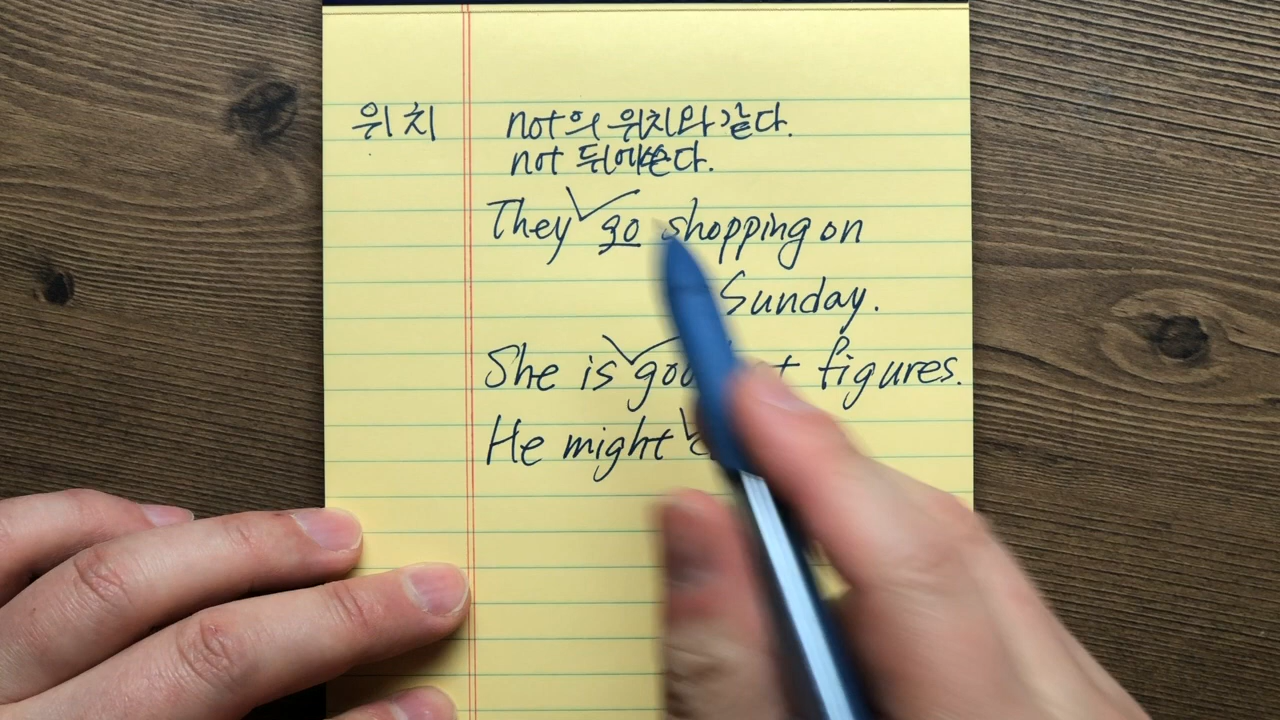 위치 not의 위치와 같다.
not 뒤에쓴다.
They go shopping on
Sunday.
She is figures.
He might